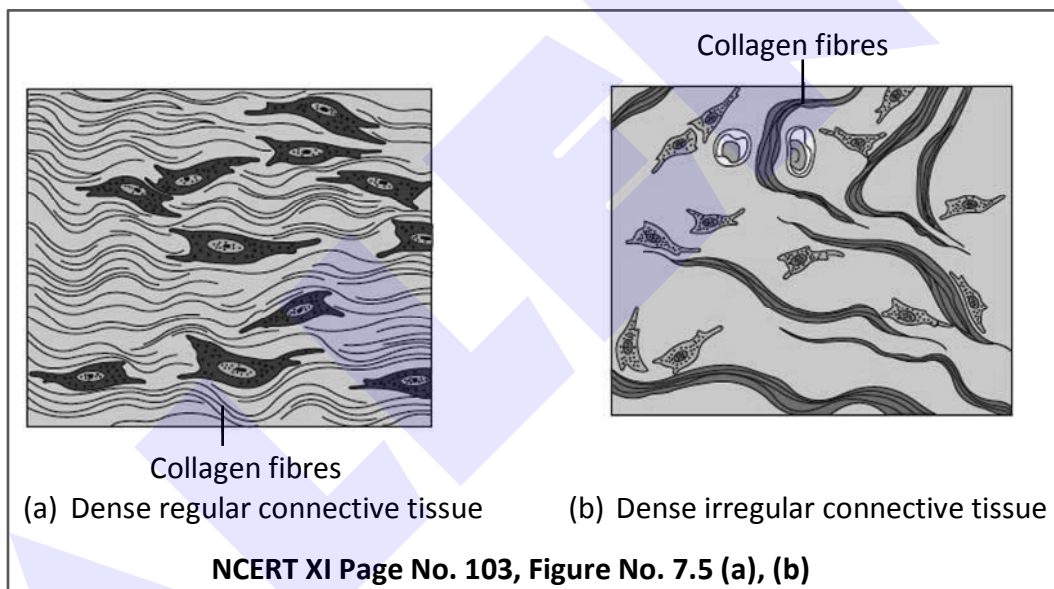 Collagen fibres
Collagen fibres
(a) Dense regular connective tissue
(b) Dense irregular connective tissue
NCERT XI Page No. 103, Figure No. 7.5 (a), (b)